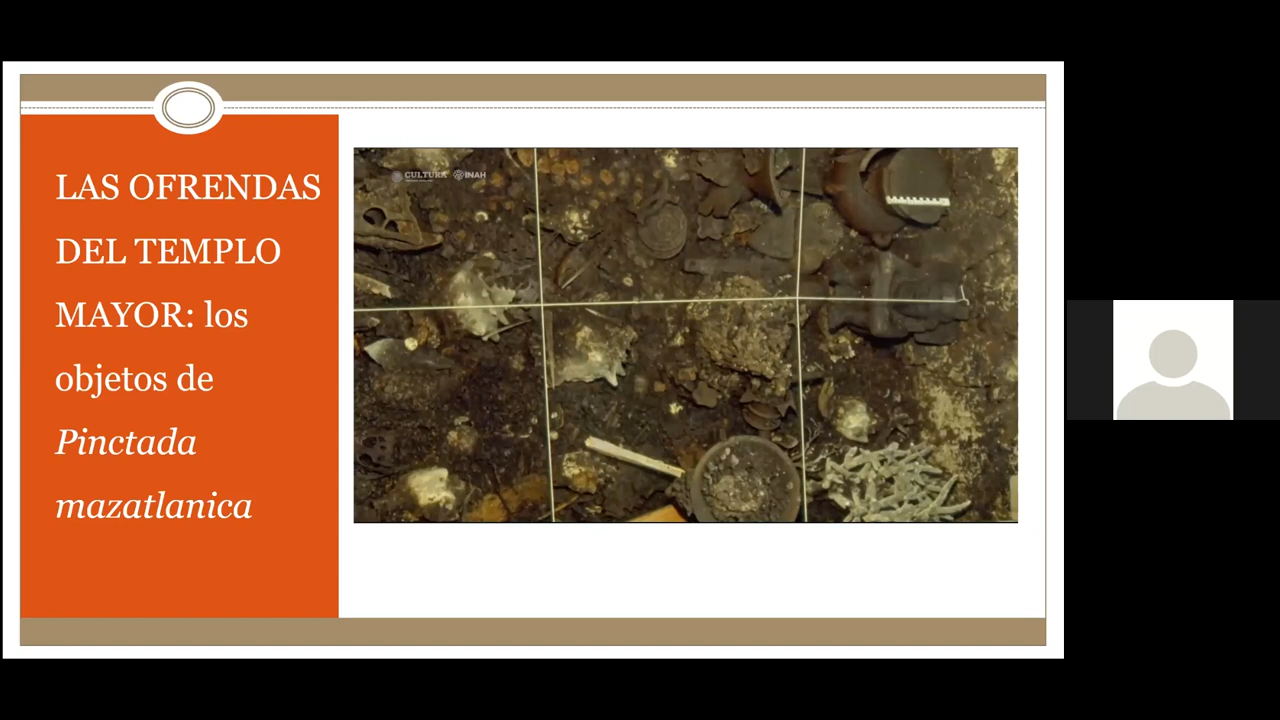 LAS OFRENDAS
DEL TEMPLO
MAYOR: los
objetos de
Pinctada
mazatlanica
CULTURA
INAH